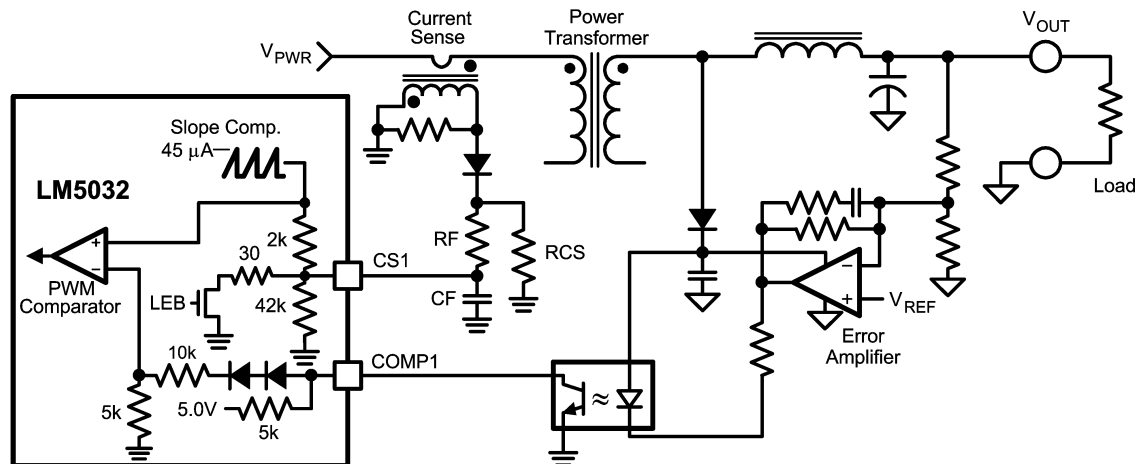 Current
Sense
Power
Transformer
VOUT
VPWR
Slope Comp.
45 μA
LM5032
2k
RF
RCS
Load
30
CS1
PWM
Comparator
LEB
42k
CF
VREF
Error
Amplifier
10k
COMP1
5k
5.0V
5k
+
−
−
+
≈